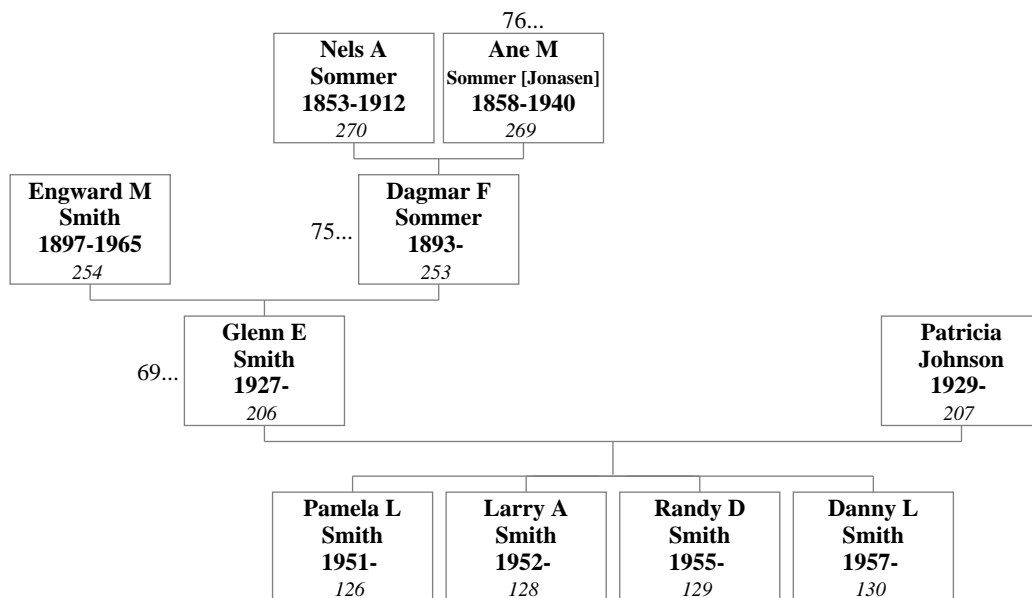 76...
Nels A
Sommer
1853-1912
270
Ane M
Sommer [Jonasen]
1858-1940
269
Engward M
Smith
1897-1965
254
75...
Dagmar F
Sommer
1893-
253
69...
Glenn E
Smith
1927-
206
Patricia
Johnson
1929-
207
Pamela L
Smith
1951-
126
Larry A
Smith
1952-
128
Randy D
Smith
1955-
129
Danny L
Smith
1957-
130